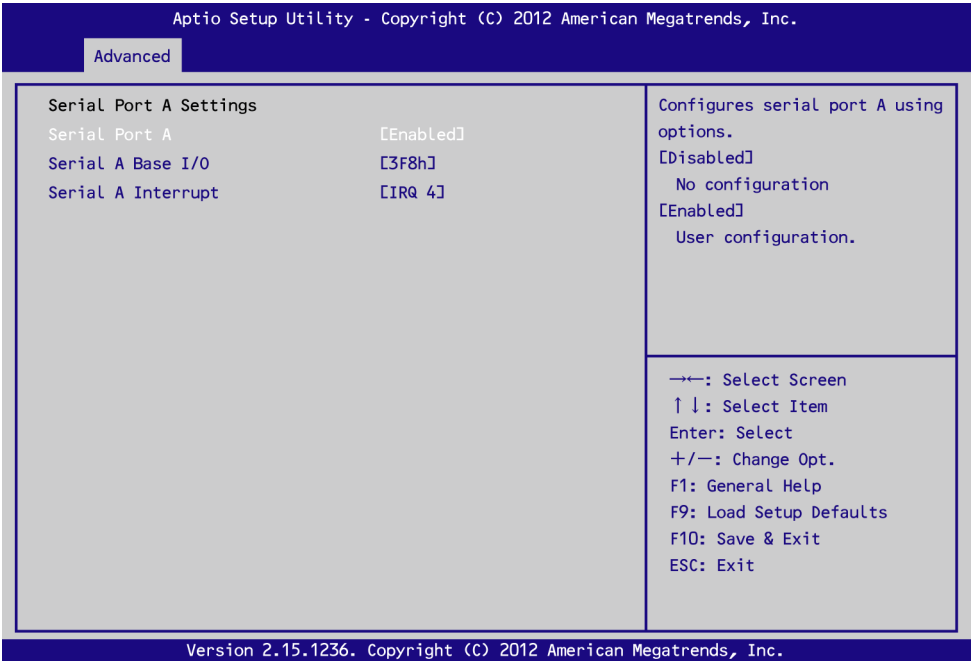 Aptio Setup Utility - Copyright (C) 2012 American Megatrends, Inc.
Advanced
Serial Port A Settings
Serial Port A [Enabled]
Serial A Base I/O [3F8h]
Serial A Interrupt [IRQ 4]
Configures serial port A using
options.
[Disabled]
No configuration
[Enabled]
User configuration.
→←: Select Screen
↑↓: Select Item
Enter: Select
+/-: Change Opt.
F1: General Help
F9: Load Setup Defaults
F10: Save & Exit
ESC: Exit
Version 2.15.1236. Copyright (C) 2012 American Megatrends, Inc.